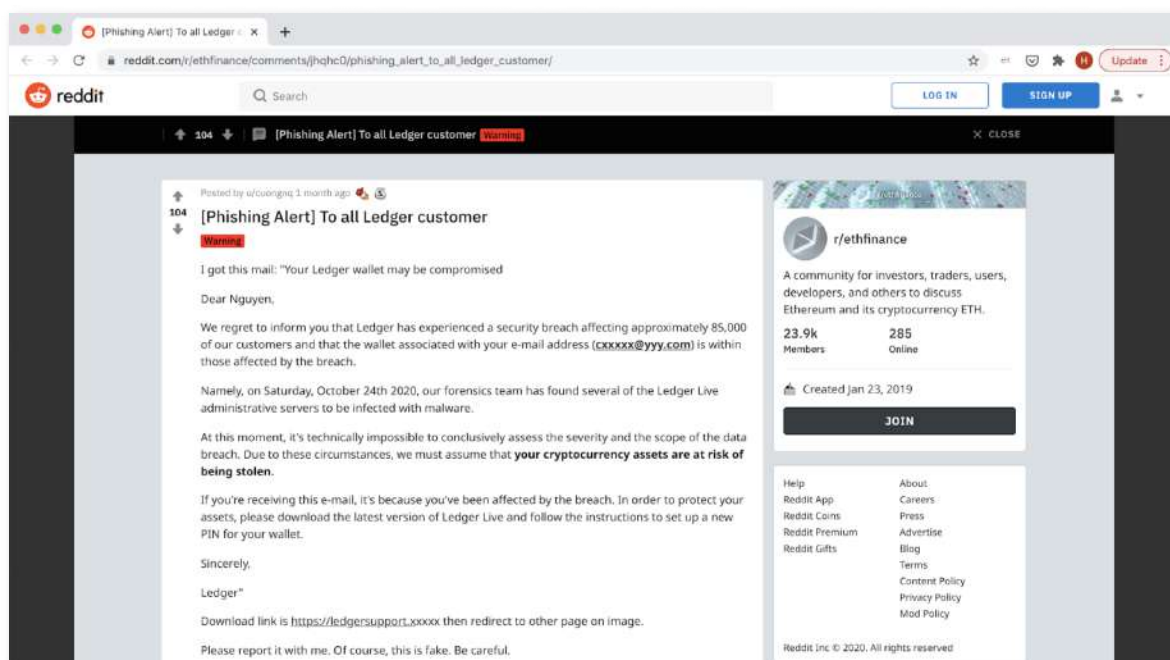 [Phishing Alert] To all Ledger c
reddit.com/r/ethfinance/comments/jhqhc0/phishing_alert_to_all_ledger_customer/
H
Update
reddit
Search
LOG IN
SIGN UP
104 [Phishing Alert] To all Ledger customer Warning
CLOSE
Posted by u/cuongnq 1 month ago
104
[Phishing Alert] To all Ledger customer
Warning
I got this mail: "Your Ledger wallet may be compromised
Dear Nguyen,
We regret to inform you that Ledger has experienced a security breach affecting approximately 85,000
of our customers and that the wallet associated with your e-mail address (cxxxxx@yyy.com) is within
those affected by the breach.
Namely, on Saturday, October 24th 2020, our forensics team has found several of the Ledger Live
administrative servers to be infected with malware.
At this moment, it's technically impossible to conclusively assess the severity and the scope of the data
breach. Due to these circumstances, we must assume that your cryptocurrency assets are at risk of
being stolen.
If you're receiving this e-mail, it's because you've been affected by the breach. In order to protect your
assets, please download the latest version of Ledger Live and follow the instructions to set up a new
PIN for your wallet.
Sincerely,
Ledger"
Download link is https://ledgersupport.xxxxx then redirect to other page on image.
Please report it with me. Of course, this is fake. Be careful.
r/ethfinance
A community for investors, traders, users,
developers, and others to discuss
Ethereum and its cryptocurrency ETH.
23.9k 285
Members Online
Created Jan 23, 2019
JOIN
Help About
Reddit App Careers
Reddit Coins Press
Reddit Premium Advertise
Reddit Gifts Blog
Terms
Content Policy
Privacy Policy
Mod Policy
Reddit Inc © 2020. All rights reserved